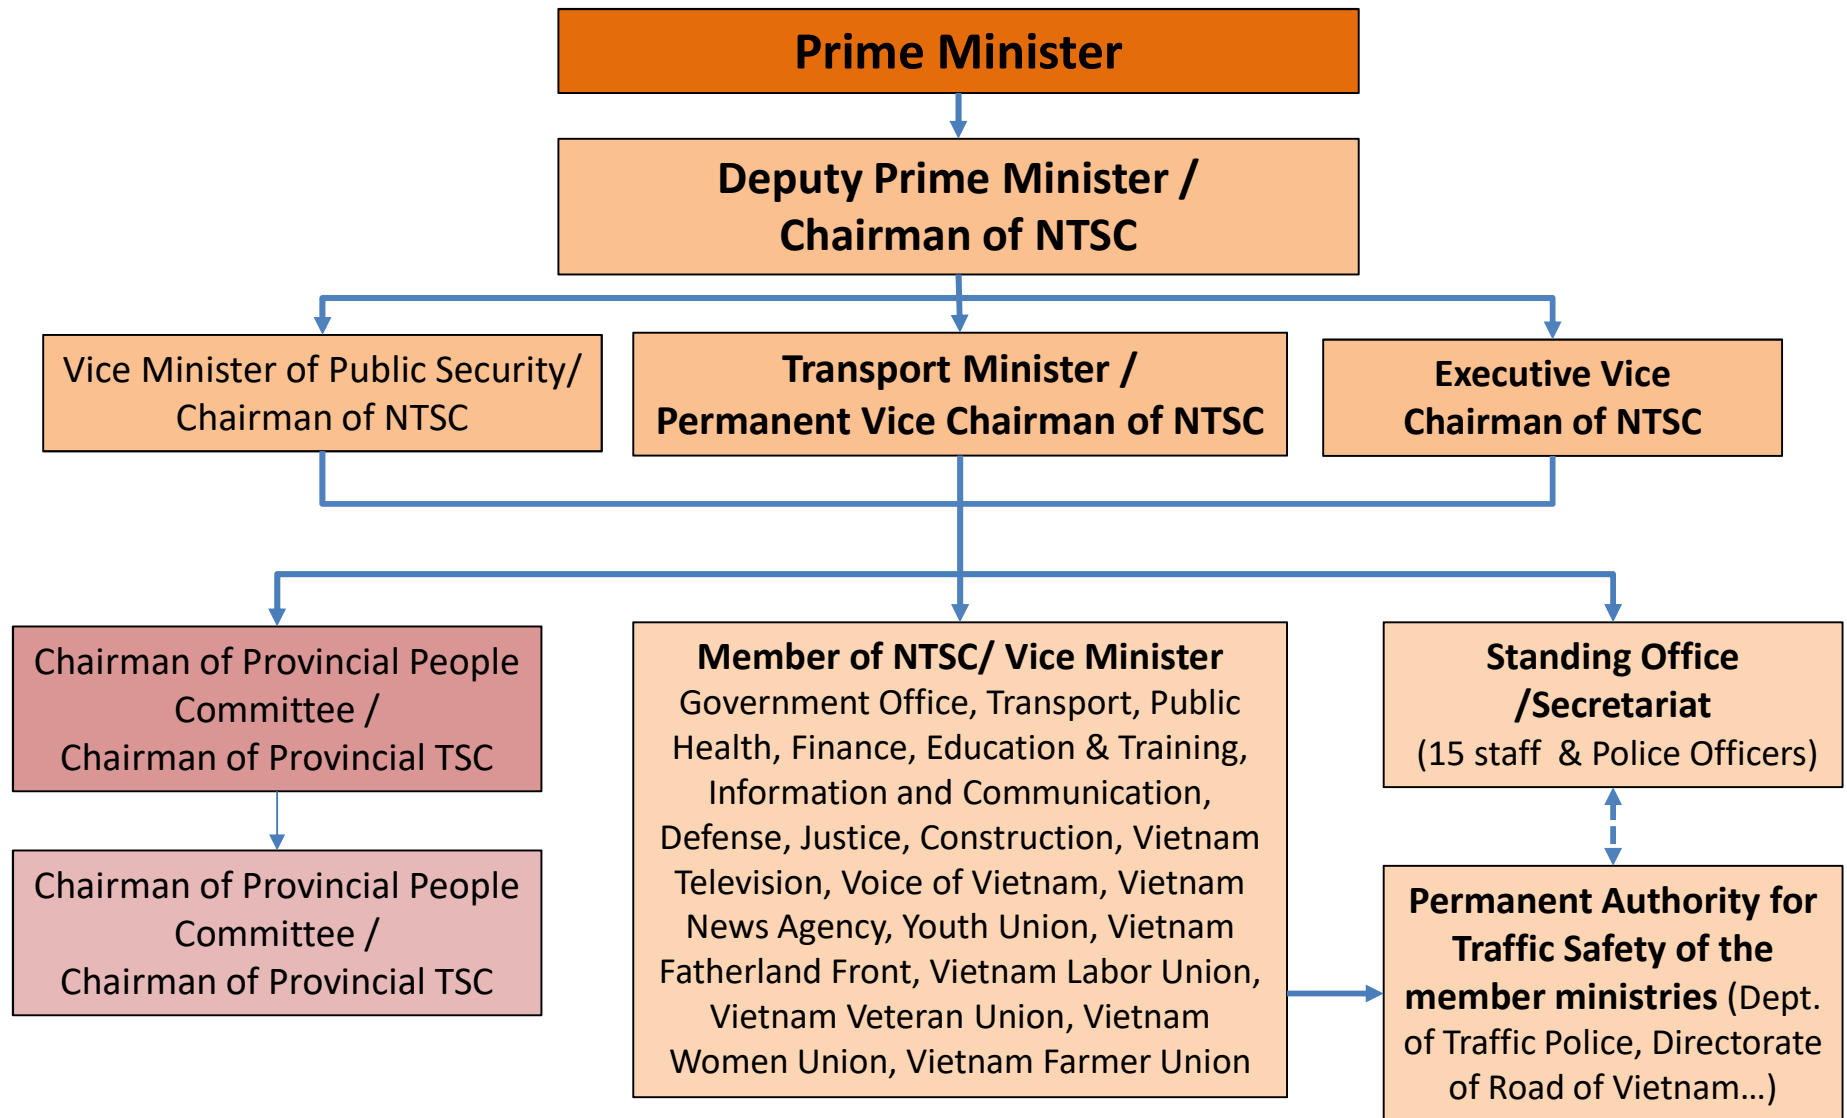 Prime Minister
Deputy Prime Minister /
Chairman of NTSC
Vice Minister of Public Security/
Chairman of NTSC
Transport Minister /
Permanent Vice Chairman of NTSC
Executive Vice
Chairman of NTSC
Chairman of Provincial People
Committee /
Chairman of Provincial TSC
Member of NTSC/ Vice Minister
Government Office, Transport, Public
Health, Finance, Education & Training,
Information and Communication,
Defense, Justice, Construction, Vietnam
Television, Voice of Vietnam, Vietnam
News Agency, Youth Union, Vietnam
Fatherland Front, Vietnam Labor Union,
Vietnam Veteran Union, Vietnam
Women Union, Vietnam Farmer Union
Standing Office
/Secretariat
(15 staff & Police Officers)
Chairman of Provincial People
Committee /
Chairman of Provincial TSC
Permanent Authority for
Traffic Safety of the
member ministries (Dept.
of Traffic Police, Directorate
of Road of Vietnam...)